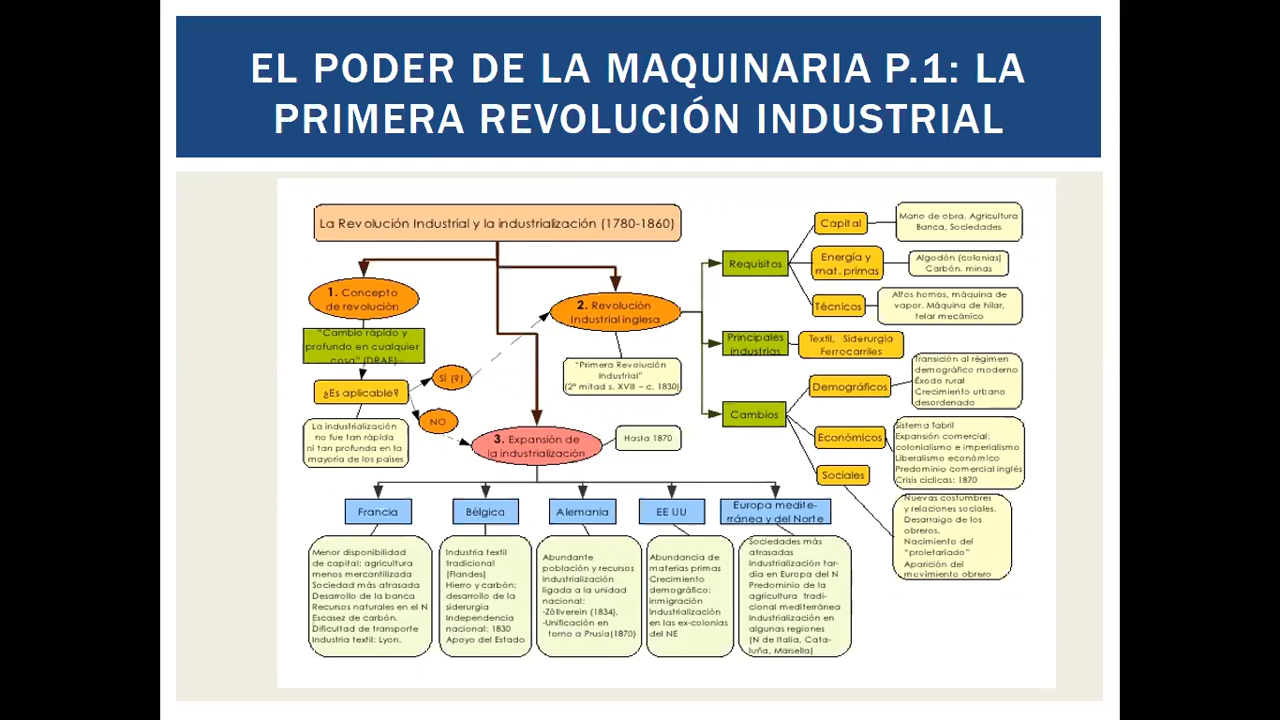 EL PODER DE LA MAQUINARIA P.1: LA
PRIMERA REVOLUCIÓN INDUSTRIAL
La Revolución Industrial y la industrialización (1780-1860)
1. Concepto
de revolución
"Cambio rápido y
profundo en cualquier
cosa" (DRAE)
¿Es aplicable?
SÍ (?)
NO
La industrialización
no fue tan rápida
ni tan profunda en la
mayoría de los países
2. Revolución
Industrial inglesa
"Primera Revolución
Industrial"
(2ª mitad s. XVIII – c. 1830)
Requisitos
Capital
Mano de obra, Agricultura
Banca, Sociedades
Energía y
mat. primas
Algodón (colonias)
Carbón. minas
Técnicos
Altos hornos, máquina de
vapor. Máquina de hilar,
telar mecánico
Principales
industrias
Textil, Siderurgia
Ferrocarriles
Cambios
Demográficos
Transición al régimen
demográfico moderno
Éxodo rural
Crecimiento urbano
desordenado
Económicos
Sistema fabril
Expansión comercial:
colonialismo e imperialismo
Liberalismo económico
Predominio comercial inglés
Crisis cíclicas: 1870
Sociales
Nuevas costumbres
y relaciones sociales.
Desarraigo de los
obreros.
Nacimiento del
"proletariado"
Aparición del
movimiento obrero
3. Expansión de
la industrialización
Hasta 1870
Francia
Menor disponibilidad
de capital: agricultura
menos mercantilizada
Sociedad más atrasada
Desarrollo de la banca
Recursos naturales en el N
Escasez de carbón.
Dificultad de transporte
Industria textil: Lyon.
Bélgica
Industria textil
tradicional
(Flandes)
Hierro y carbón:
desarrollo de la
siderurgia
Independencia
nacional: 1830
Apoyo del Estado
Alemania
Abundante
población y recursos
Industrialización
ligada a la unidad
nacional:
-Zöllverein (1834),
-Unificación en
torno a Prusia(1870)
EE UU
Abundancia de
materias primas
Crecimiento
demográfico:
inmigración
Industrialización
en las ex-colonias
del NE
Europa medite-
rránea y del Norte
Sociedades más
atrasadas
Industrialización tar-
día en Europa del N
Predominio de la
agricultura tradi-
cional mediterránea
Industrialización en
algunas regiones
(N de Italia, Cata-
luña, Marsella)